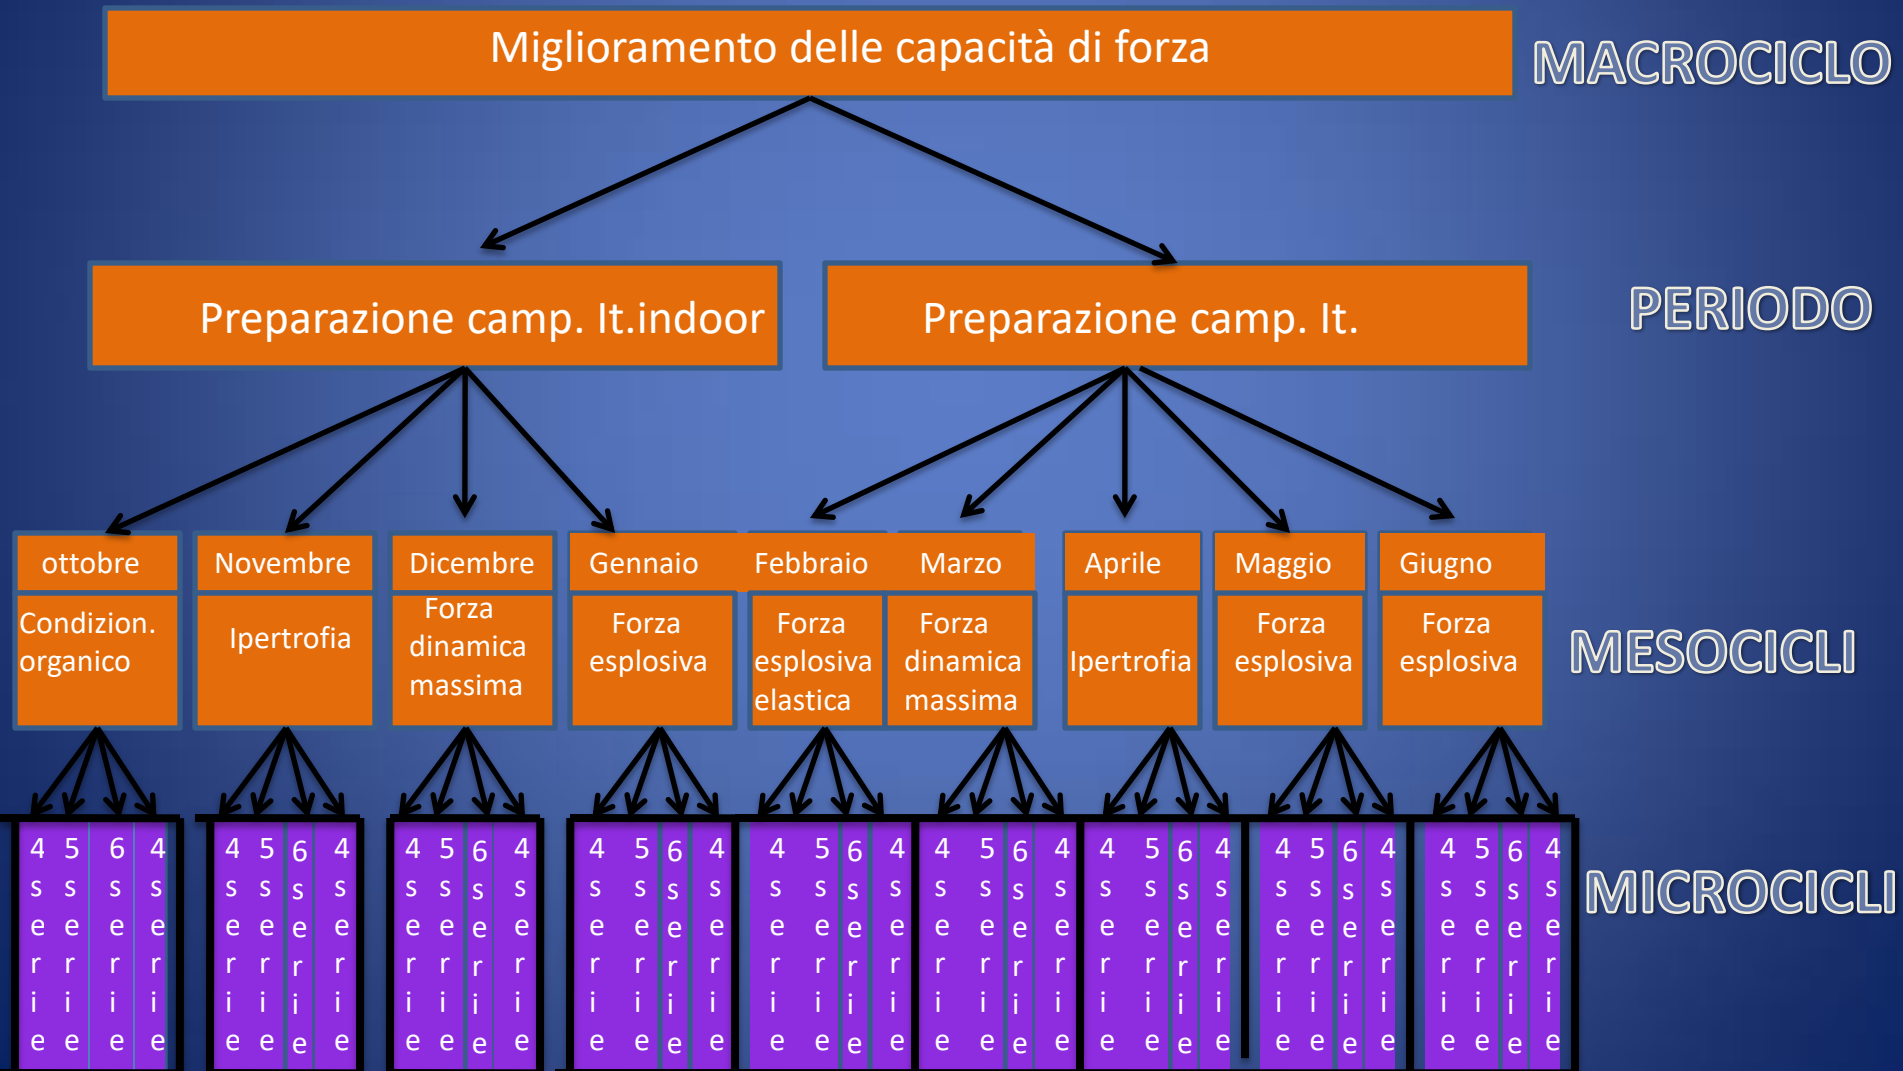 Miglioramento delle capacità di forza
MACROCICLO
Preparazione camp. It.indoor
Preparazione camp. It.
PERIODO
ottobre
Novembre
Dicembre
Gennaio
Febbraio
Marzo
Aprile
Maggio
Giugno
Condizion.
organico
Ipertrofia
Forza
dinamica
massima
Forza
esplosiva
Forza
esplosiva
elastica
Forza
dinamica
massima
Ipertrofia
Forza
esplosiva
Forza
esplosiva
MESOCICLI
4 serie
5 serie
6 serie
4 serie
4 serie
5 serie
6 serie
4 serie
4 serie
5 serie
6 serie
4 serie
4 serie
5 serie
6 serie
4 serie
4 serie
5 serie
6 serie
4 serie
4 serie
5 serie
6 serie
4 serie
4 serie
5 serie
6 serie
4 serie
4 serie
5 serie
6 serie
4 serie
4 serie
5 serie
6 serie
4 serie
MICROCICLI